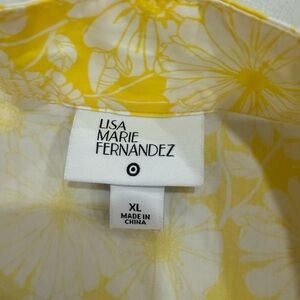 LISA
MARIE
FERNANDEZ
XL
MADE IN
CHINA